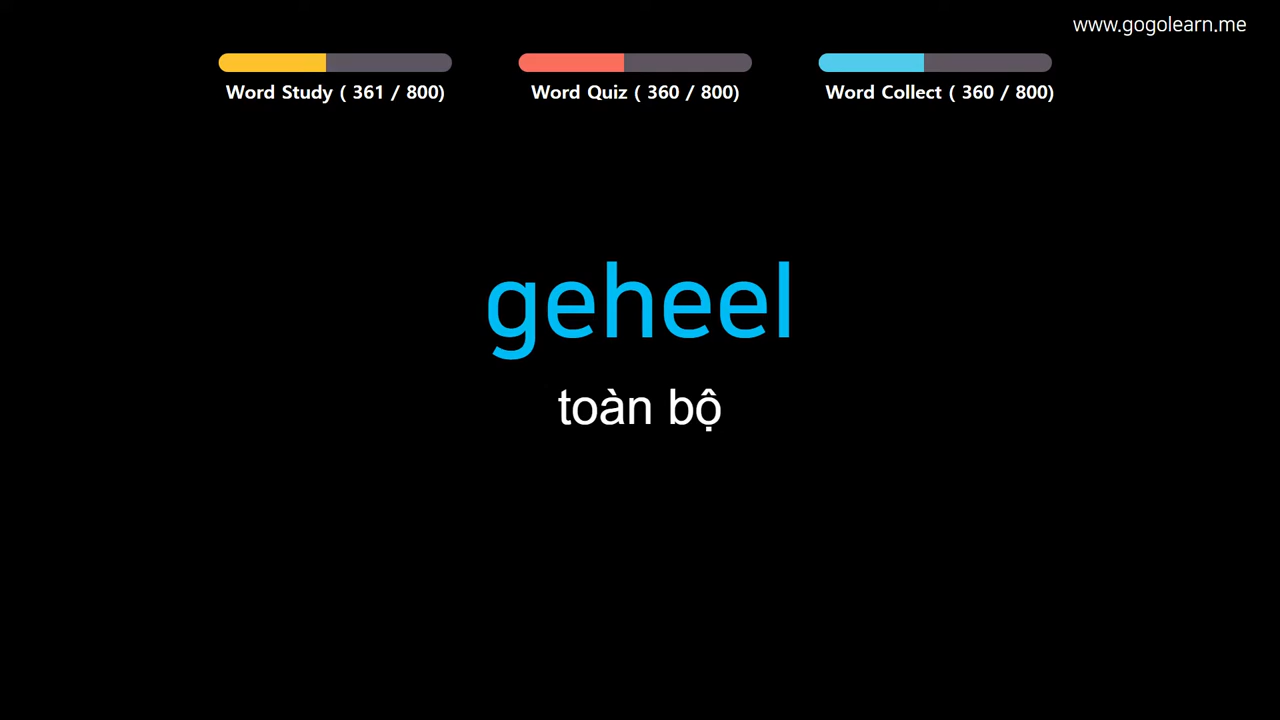 www.gogolearn.me
Word Study ( 361 / 800)
Word Quiz ( 360 / 800)
Word Collect ( 360 / 800)
geheel
toàn bộ